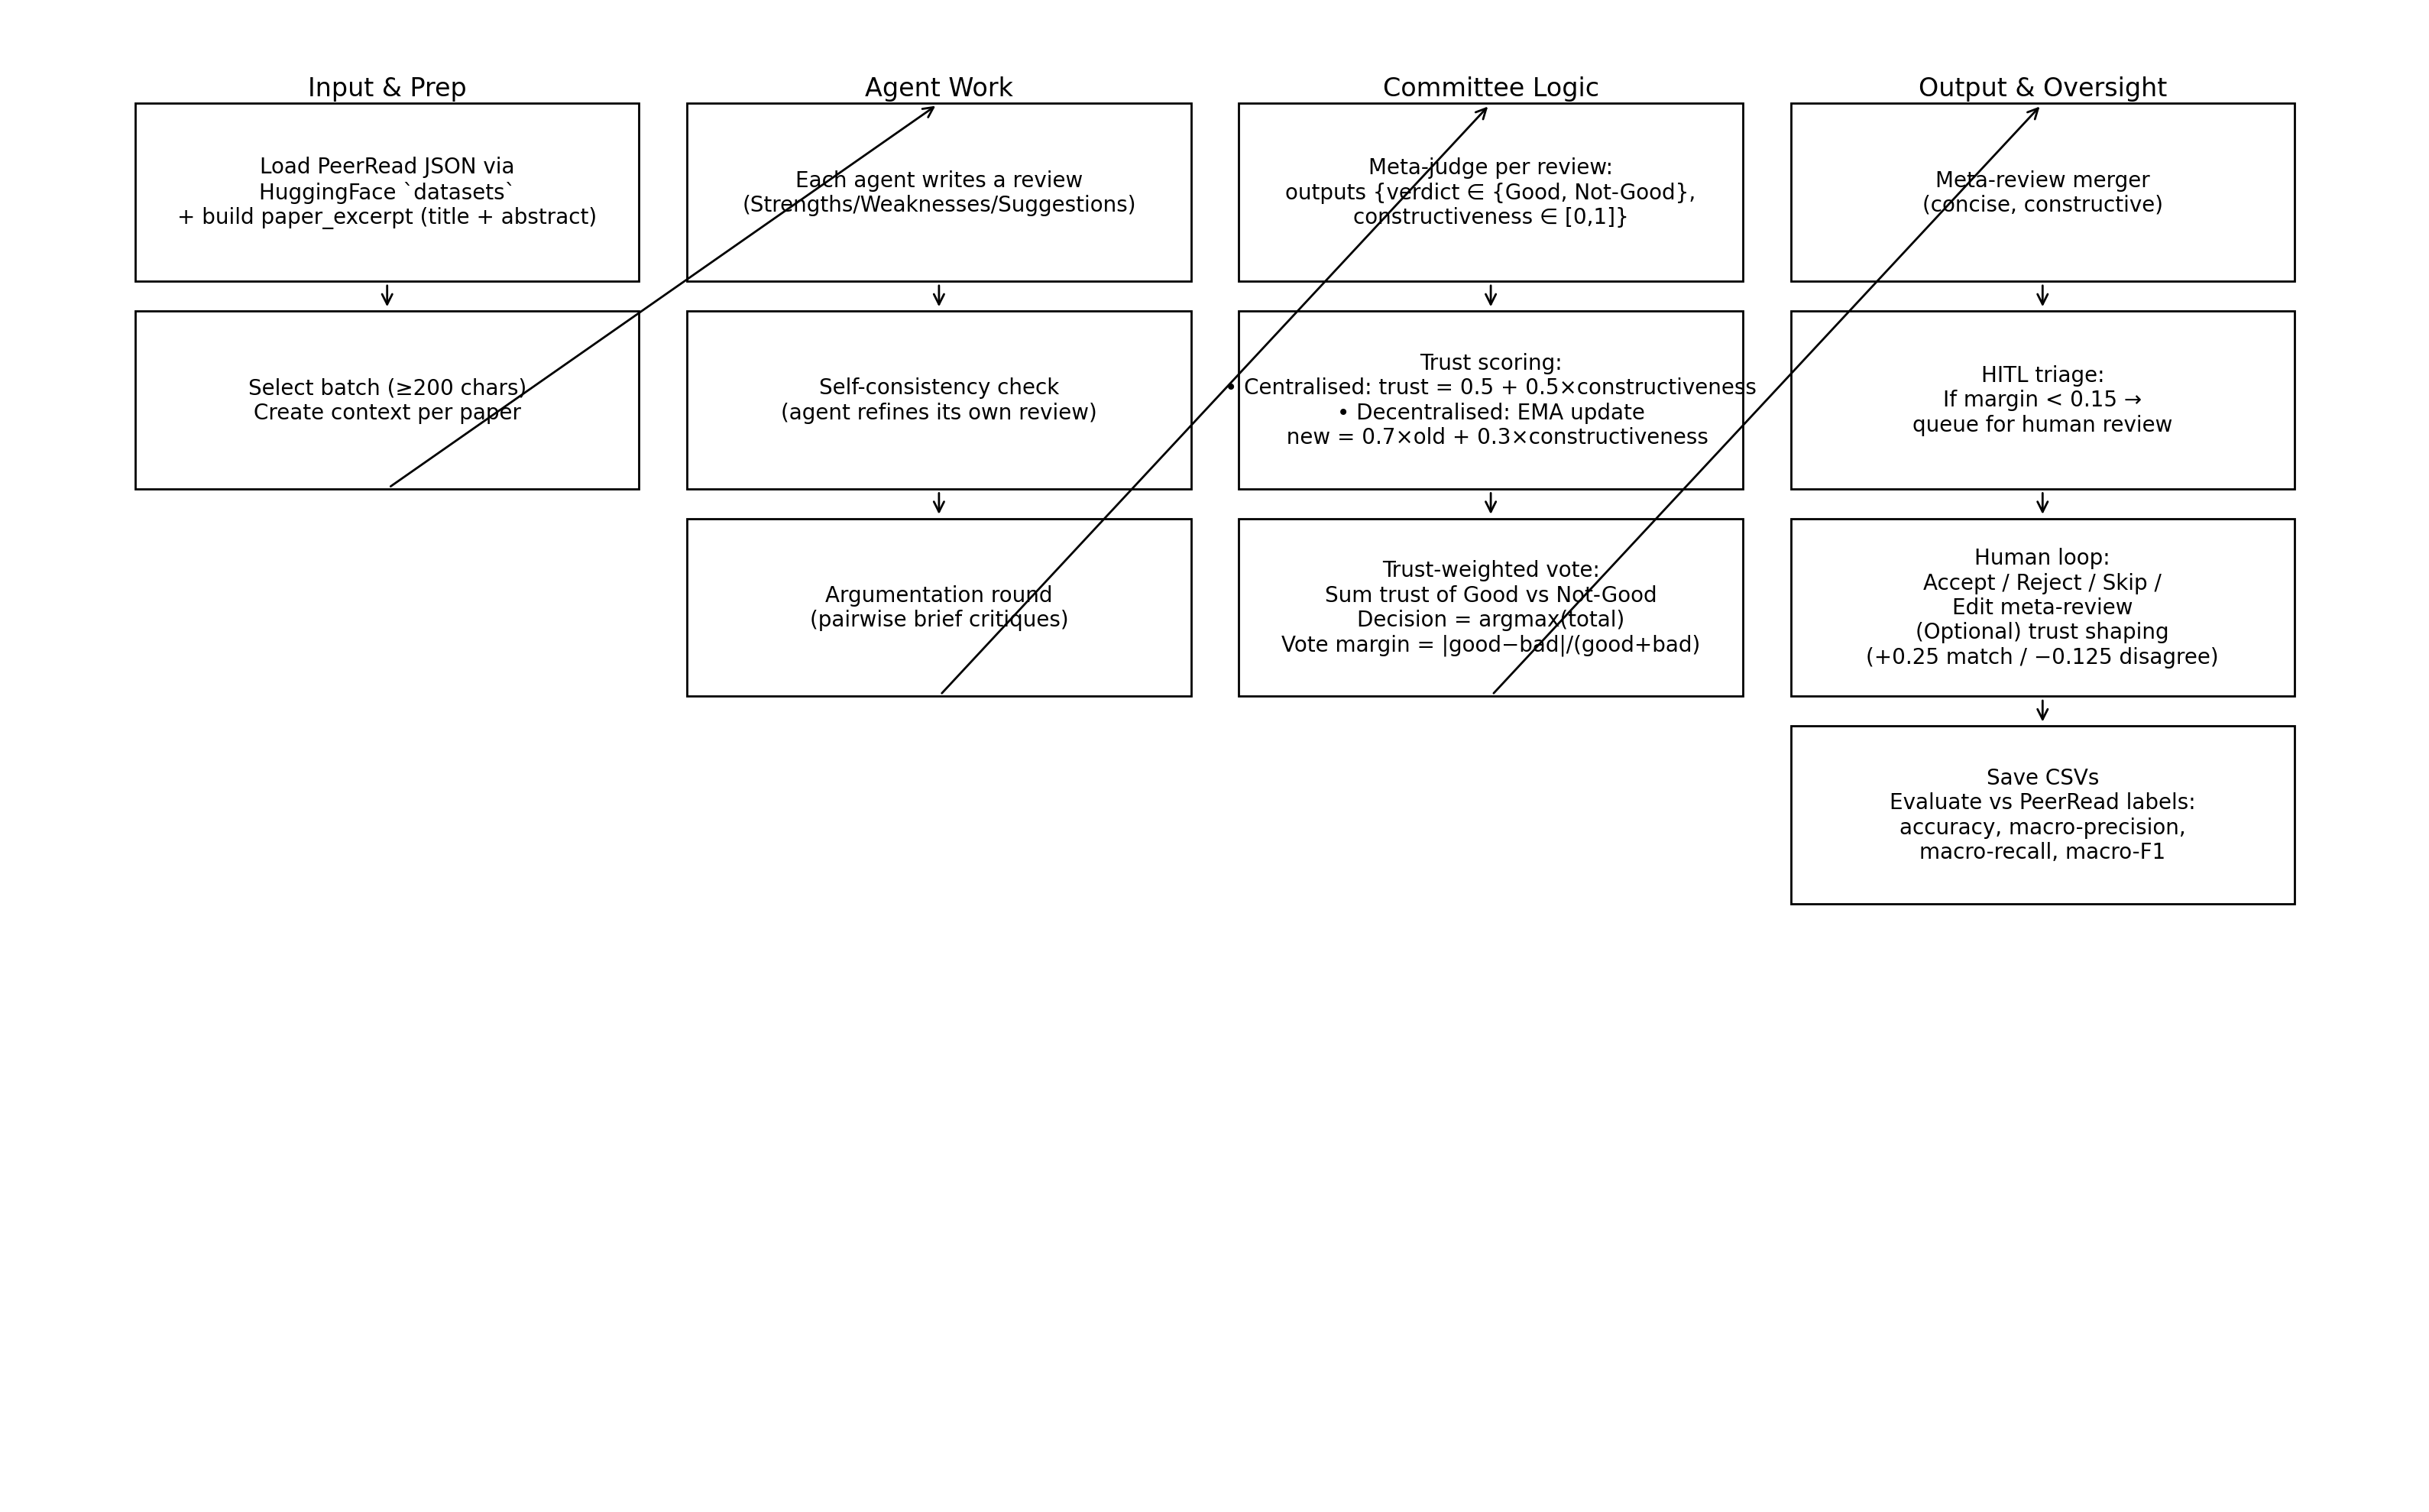 Input & Prep
Load PeerRead JSON via
HuggingFace `datasets`
+ build paper_excerpt (title + abstract)
Select batch (≥200 chars)
Create context per paper
Agent Work
Each agent writes a review
(Strengths/Weaknesses/Suggestions)
Self-consistency check
(agent refines its own review)
Argumentation round
(pairwise brief critiques)
Committee Logic
Meta-judge per review:
outputs {verdict ∈ {Good, Not-Good},
constructiveness ∈ [0,1]}
Trust scoring:
• Centralised: trust = 0.5 + 0.5×constructiveness
• Decentralised: EMA update
new = 0.7×old + 0.3×constructiveness
Trust-weighted vote:
Sum trust of Good vs Not-Good
Decision = argmax(total)
Vote margin = |good−bad|/(good+bad)
Output & Oversight
Meta-review merger
(concise, constructive)
HITL triage:
If margin < 0.15 →
queue for human review
Human loop:
Accept / Reject / Skip /
Edit meta-review
(Optional) trust shaping
(+0.25 match / −0.125 disagree)
Save CSVs
Evaluate vs PeerRead labels:
accuracy, macro-precision,
macro-recall, macro-F1